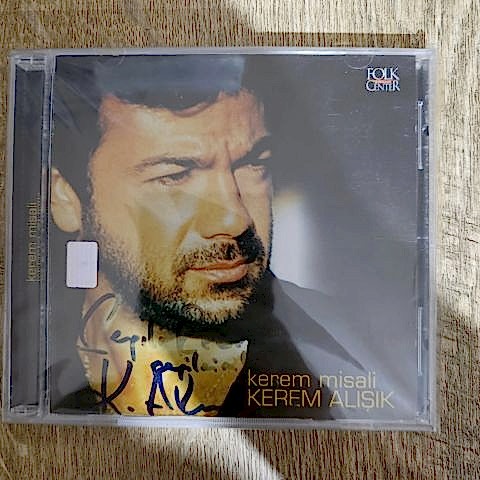 FOLK
CENTER
kerem misali...
kerem misali
KEREM ALIŞIK